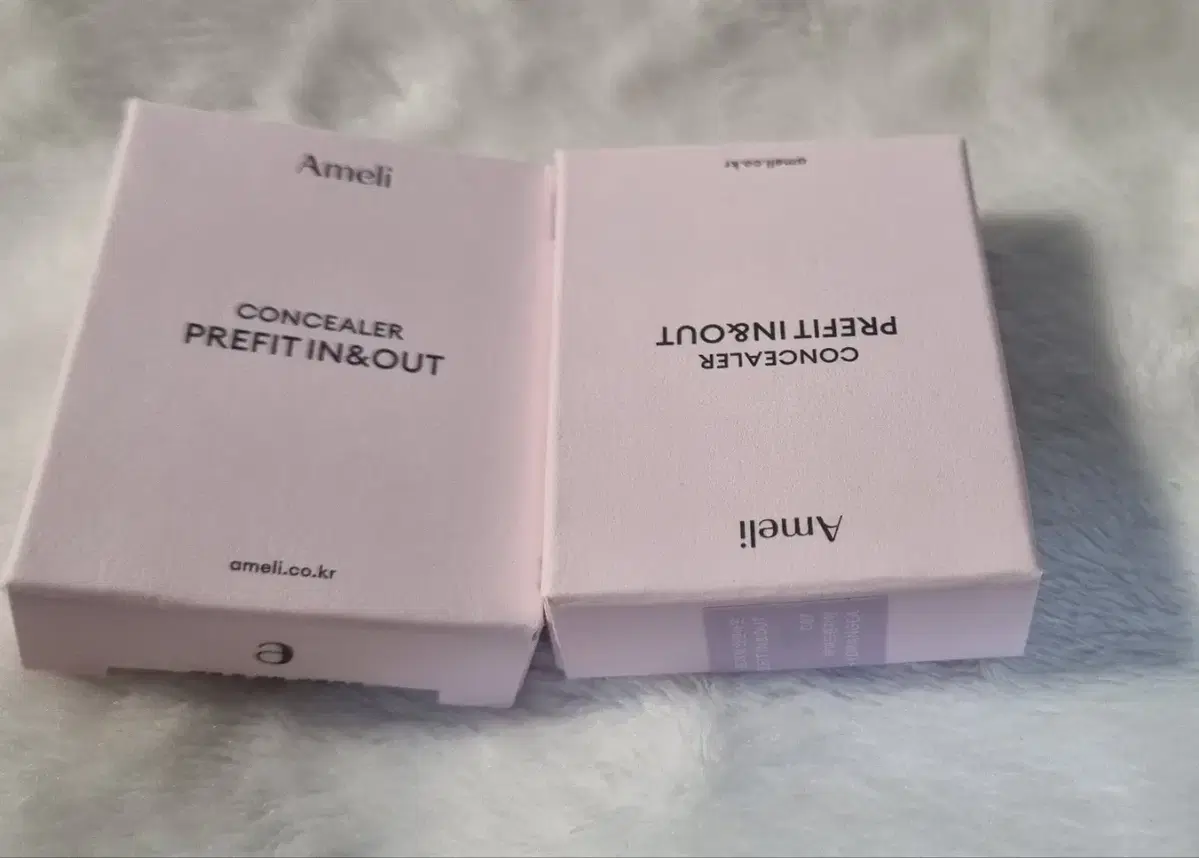 Ameli
CONCEALER
PREFIT IN&OUT
ameli.co.kr
e
Ameli
CONCEALER
PREFIT IN&OUT
ameli.co.kr